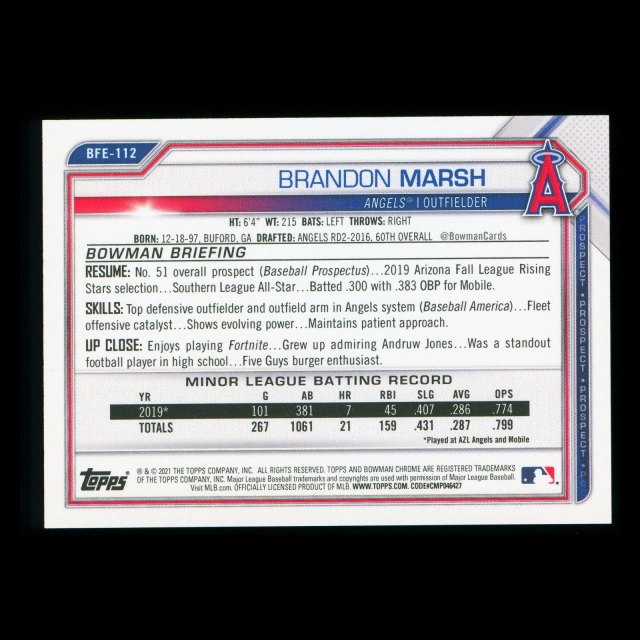 BFE-112
BRANDON MARSH
ANGELS® | OUTFIELDER
HT: 6'4" WT: 215 BATS: LEFT THROWS: RIGHT
BORN: 12-18-97, BUFORD, GA DRAFTED: ANGELS RD2-2016, 60TH OVERALL @BowmanCards
BOWMAN BRIEFING
RESUME: No. 51 overall prospect (Baseball Prospectus)...2019 Arizona Fall League Rising
Stars selection...Southern League All-Star...Batted .300 with .383 OBP for Mobile.
SKILLS: Top defensive outfielder and outfield arm in Angels system (Baseball America)...Fleet
offensive catalyst...Shows evolving power...Maintains patient approach.
UP CLOSE: Enjoys playing Fortnite...Grew up admiring Andruw Jones...Was a standout
football player in high school...Five Guys burger enthusiast.
MINOR LEAGUE BATTING RECORD
YR G AB HR RBI SLG AVG OPS
2019* 101 381 7 45 .407 .286 .774
TOTALS 267 1061 21 159 .431 .287 .799
*Played at AZL Angels and Mobile
Topps
® & © 2021 THE TOPPS COMPANY, INC. ALL RIGHTS RESERVED. TOPPS AND BOWMAN CHROME ARE REGISTERED TRADEMARKS
OF THE TOPPS COMPANY, INC. Major League Baseball trademarks and copyrights are used with permission of Major League Baseball.
Visit MLB.com. OFFICIALLY LICENSED PRODUCT OF MLB. WWW.TOPPS.COM. CODE#CMP046427
A
PROSPECT • PROSPECT • PROSPECT • PROSPECT •